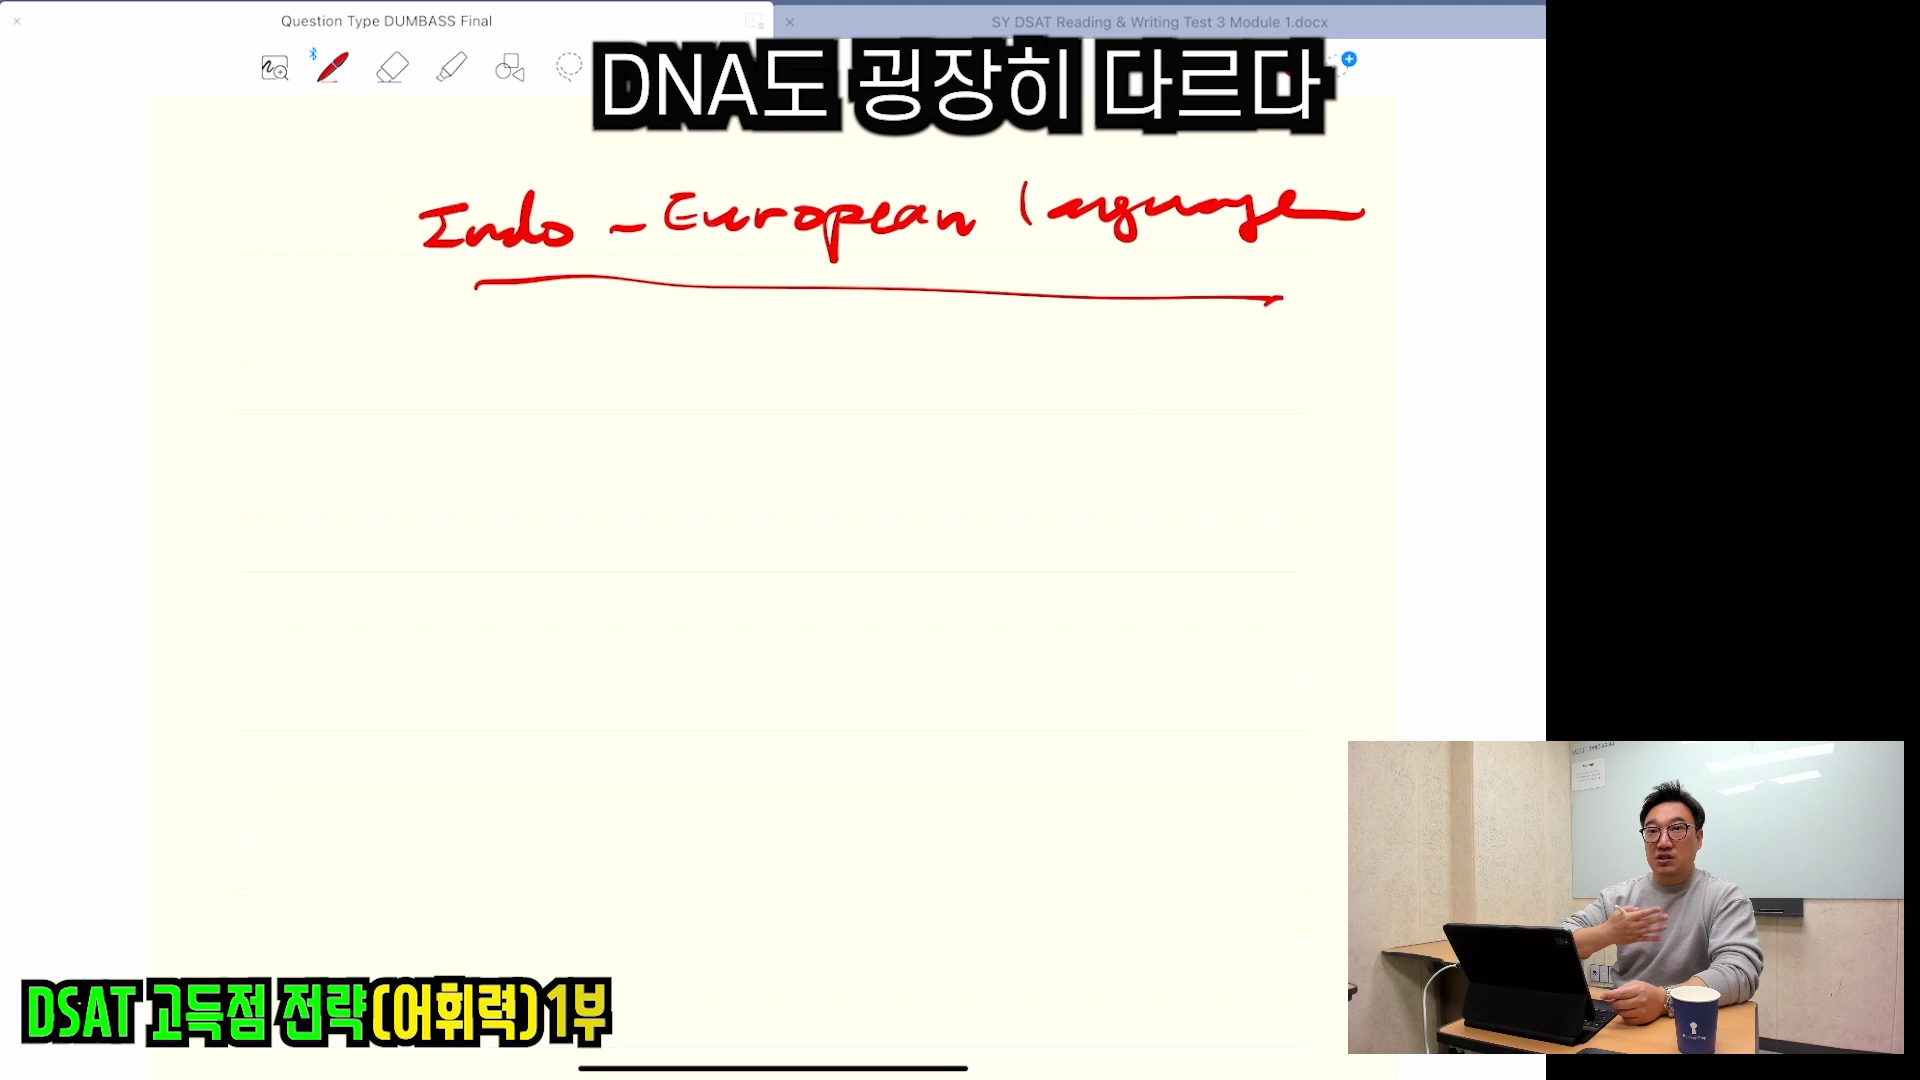 Question Type DUMBASS Final
SY DSAT Reading & Writing Test 3 Module 1.docx
DNA도 굉장히 다르다
Indo - European language
DSAT 고득점 전략(어휘력)1부